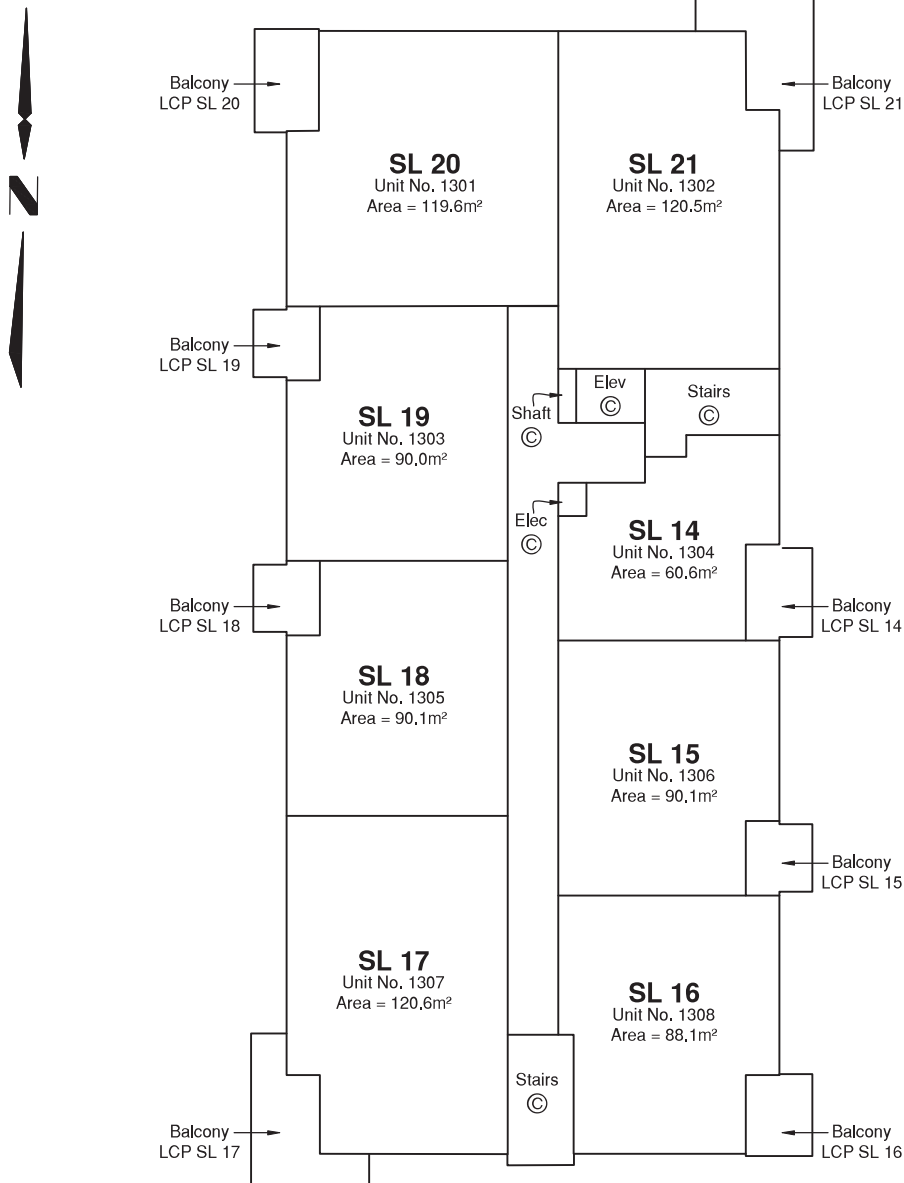 Balcony
LCP SL 20
Balcony
LCP SL 21
SL 20
Unit No. 1301
Area = 119.6m²
SL 21
Unit No. 1302
Area = 120.5m²
N
Balcony
LCP SL 19
SL 19
Unit No. 1303
Area = 90.0m²
Shaft
©
Elev
©
Stairs
©
Elec
©
SL 14
Unit No. 1304
Area = 60.6m²
Balcony
LCP SL 18
Balcony
LCP SL 14
SL 18
Unit No. 1305
Area = 90.1m²
SL 15
Unit No. 1306
Area = 90.1m²
Balcony
LCP SL 15
SL 17
Unit No. 1307
Area = 120.6m²
SL 16
Unit No. 1308
Area = 88.1m²
Stairs
©
Balcony
LCP SL 17
Balcony
LCP SL 16